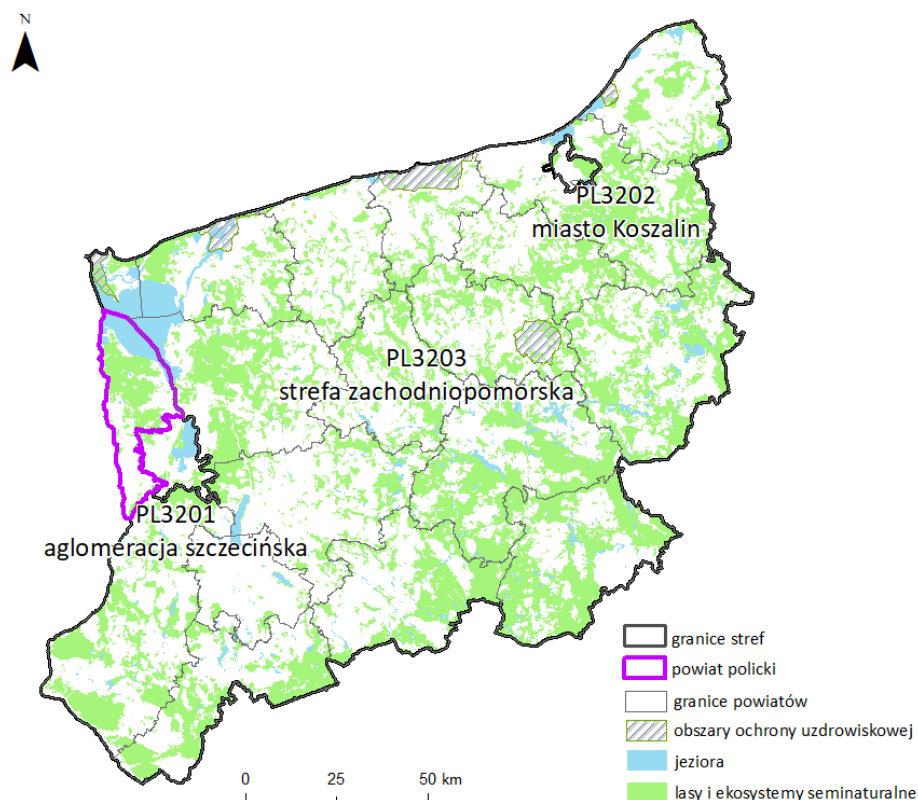 N
PL3202
miasto Koszalin
PL3203
strefa zachodniopomorska
PL3201
aglomeracja szczecińska
granice stref
powiat policki
granice powiatów
obszary ochrony uzdrowiskowej
jeziora
lasy i ekosystemy seminaturalne
0 25 50 km